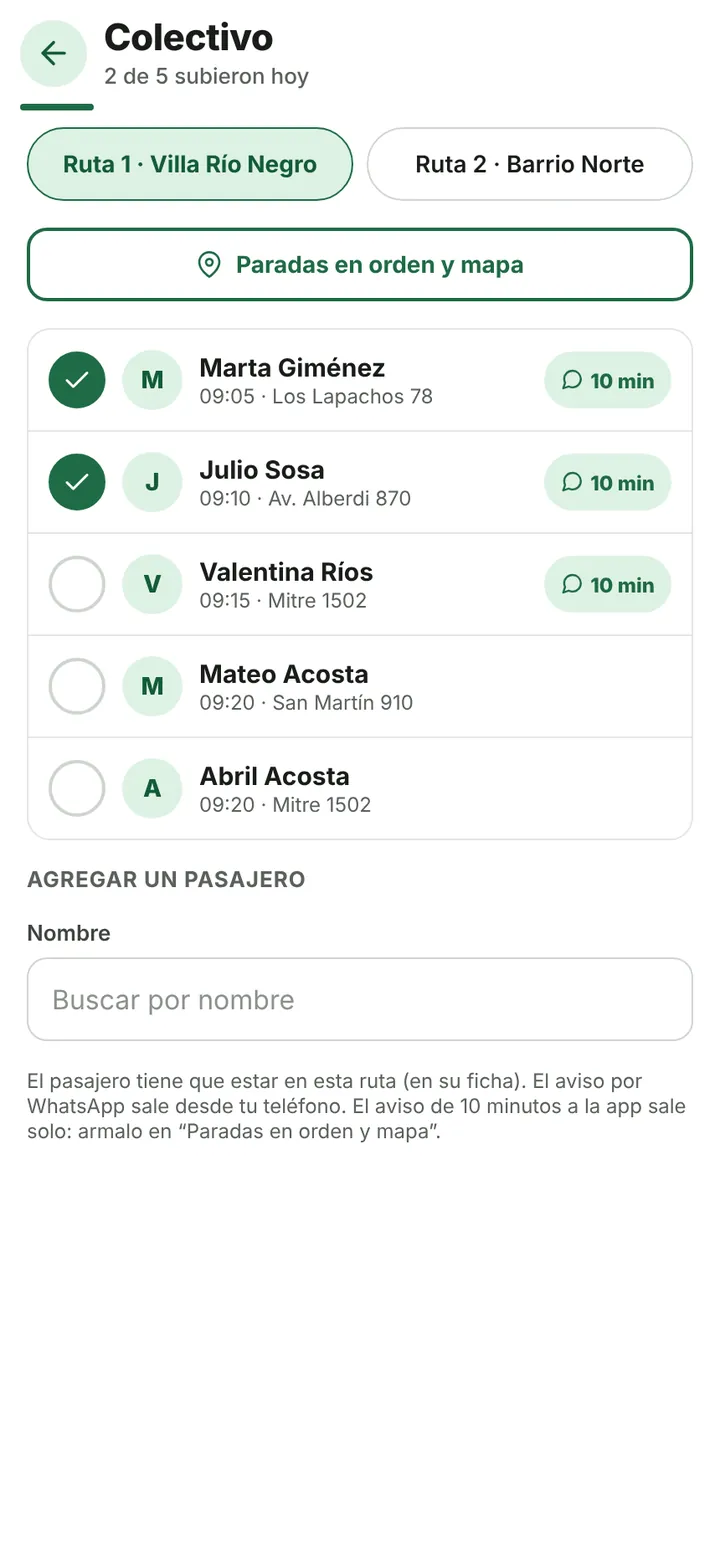 Colectivo
2 de 5 subieron hoy
Ruta 1 · Villa Río Negro
Ruta 2 · Barrio Norte
Paradas en orden y mapa
M
Marta Giménez
09:05 · Los Lapachos 78
10 min
J
Julio Sosa
09:10 · Av. Alberdi 870
10 min
V
Valentina Ríos
09:15 · Mitre 1502
10 min
M
Mateo Acosta
09:20 · San Martín 910
A
Abril Acosta
09:20 · Mitre 1502
AGREGAR UN PASAJERO
Nombre
Buscar por nombre
El pasajero tiene que estar en esta ruta (en su ficha). El aviso por
WhatsApp sale desde tu teléfono. El aviso de 10 minutos a la app sale
solo: armalo en “Paradas en orden y mapa”.